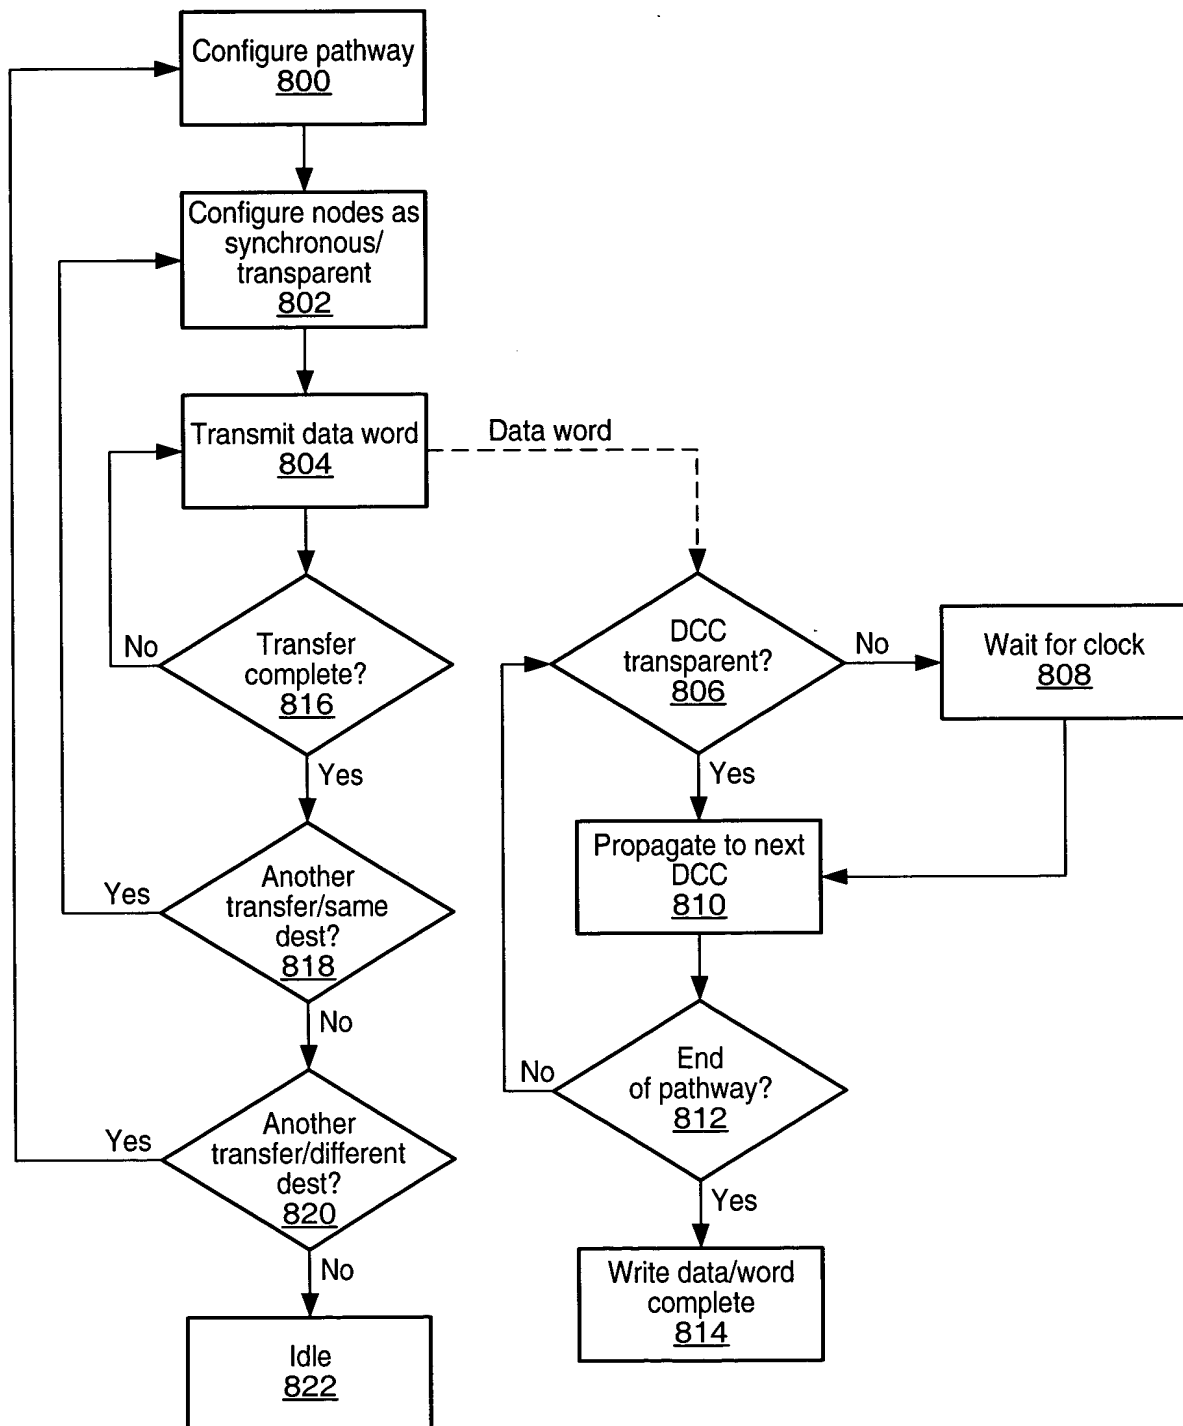 Configure pathway
800
Configure nodes as
synchronous/
transparent
802
Transmit data word
804
Data word
Transfer
complete?
816
No
Yes
Another
transfer/same
dest?
818
Yes
No
Another
transfer/different
dest?
820
Yes
No
Idle
822
DCC
transparent?
806
No
Yes
Wait for clock
808
Propagate to next
DCC
810
End
of pathway?
812
No
Yes
Write data/word
complete
814